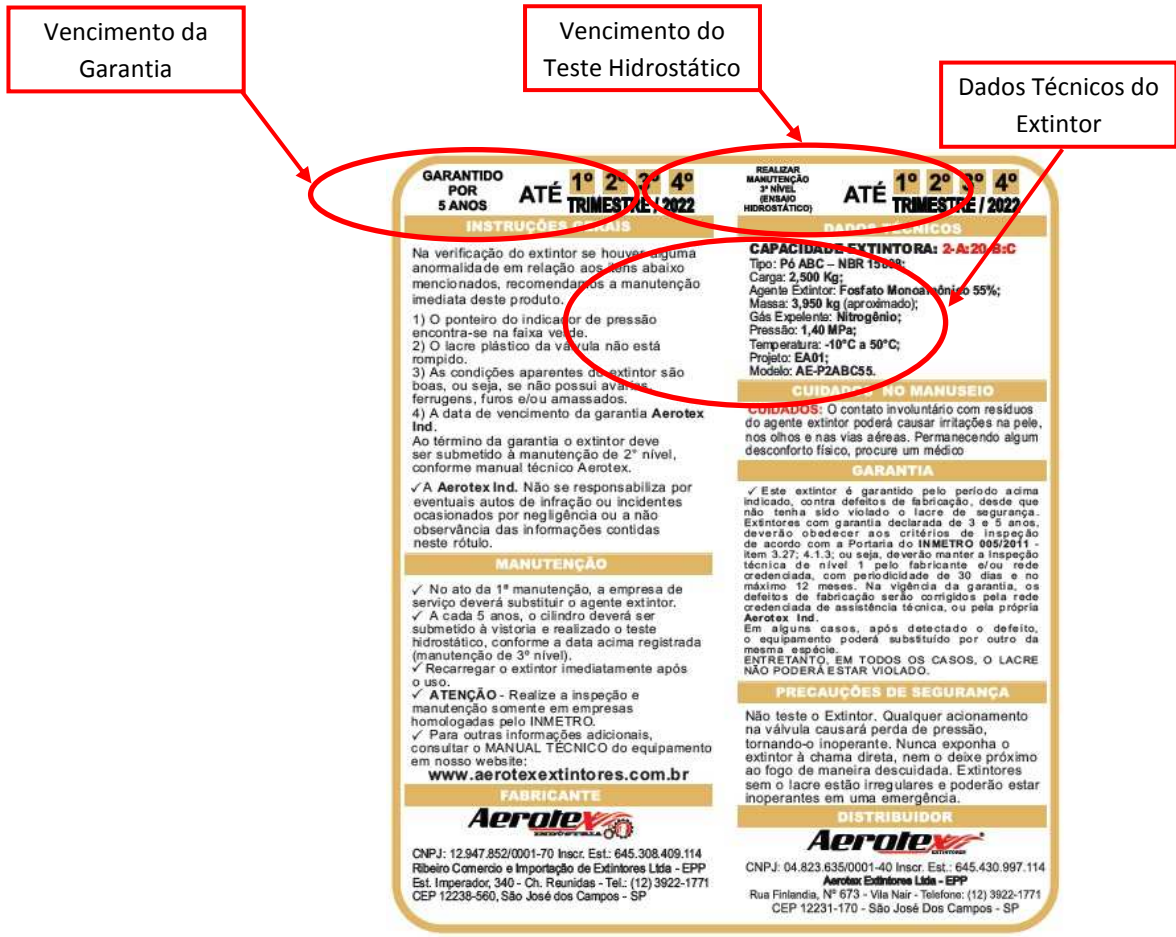 Vencimento da
Garantia
Vencimento do
Teste Hidrostático
Dados Técnicos do
Extintor
GARANTIDO
POR
5 ANOS
ATÉ 1º 2º 3º 4º
TRIMESTRE / 2022
INSTRUÇÕES GERAIS
Na verificação do extintor se houver alguma
anormalidade em relação aos itens abaixo
mencionados, recomendamos a manutenção
imediata deste produto.
1) O ponteiro do indicador de pressão
encontra-se na faixa verde.
2) O lacre plástico da válvula não está
rompido.
3) As condições aparentes do extintor são
boas, ou seja, se não possui avarias,
ferrugens, furos e/ou amassados.
4) A data de vencimento da garantia Aerotex
Ind.
Ao término da garantia o extintor deve
ser submetido à manutenção de 2° nível,
conforme manual técnico Aerotex.
✓A Aerotex Ind. Não se responsabiliza por
eventuais autos de infração ou incidentes
ocasionados por negligência ou a não
observância das informações contidas
neste rótulo.
MANUTENÇÃO
✓ No ato da 1ª manutenção, a empresa de
serviço deverá substituir o agente extintor.
✓ A cada 5 anos, o cilindro deverá ser
submetido à vistoria e realizado o teste
hidrostático, conforme a data acima registrada
(manutenção de 3º nível).
✓ Recarregar o extintor imediatamente após
o uso.
✓ ATENÇÃO - Realize a inspeção e
manutenção somente em empresas
homologadas pelo INMETRO.
✓ Para outras informações adicionais,
consultar o MANUAL TÉCNICO do equipamento
em nosso website:
www.aerotexextintores.com.br
FABRICANTE
Aerotex
INDÚSTRIA
CNPJ: 12.947.852/0001-70 Inscr. Est.: 645.308.409.114
Ribeiro Comercio e Importação de Extintores Ltda - EPP
Est. Imperador, 340 - Ch. Reunidas - Tel.: (12) 3922-1771
CEP 12238-560, São José dos Campos - SP
REALIZAR
MANUTENÇÃO
3º NÍVEL
(ENSAIO
HIDROSTÁTICO)
ATÉ 1º 2º 3º 4º
TRIMESTRE / 2022
DADOS TÉCNICOS
CAPACIDADE EXTINTORA: 2-A:20-B:C
Tipo: Pó ABC – NBR 15808;
Carga: 2,500 Kg;
Agente Extintor: Fosfato Monoamônico 55%;
Massa: 3,950 kg (aproximado);
Gás Expelente: Nitrogênio;
Pressão: 1,40 MPa;
Temperatura: -10°C a 50°C;
Projeto: EA01;
Modelo: AE-P2ABC55.
CUIDADOS NO MANUSEIO
CUIDADOS: O contato involuntário com resíduos
do agente extintor poderá causar irritações na pele,
nos olhos e nas vias aéreas. Permanecendo algum
desconforto físico, procure um médico
GARANTIA
✓ Este extintor é garantido pelo período acima
indicado, contra defeitos de fabricação, desde que
não tenha sido violado o lacre de segurança.
Extintores com garantia declarada de 3 e 5 anos,
deverão obedecer aos critérios de Inspeção
de acordo com a Portaria do INMETRO 005/2011 -
item 3.27; 4.1.3; ou seja, deverão manter a Inspeção
técnica de nível 1 pelo fabricante e/ou rede
credenciada, com periodicidade de 30 dias e no
máximo 12 meses. Na vigência da garantia, os
defeitos de fabricação serão corrigidos pela rede
credenciada de assistência técnica, ou pela própria
Aerotex Ind.
Em alguns casos, após detectado o defeito,
o equipamento poderá substituído por outro da
mesma espécie.
ENTRETANTO, EM TODOS OS CASOS, O LACRE
NÃO PODERÁ ESTAR VIOLADO.
PRECAUÇÕES DE SEGURANÇA
Não teste o Extintor. Qualquer acionamento
na válvula causará perda de pressão,
tornando-o inoperante. Nunca exponha o
extintor à chama direta, nem o deixe próximo
ao fogo de maneira descuidada. Extintores
sem o lacre estão irregulares e poderão estar
inoperantes em uma emergência.
DISTRIBUIDOR
Aerotex
EXTINTORES
CNPJ: 04.823.635/0001-40 Inscr. Est.: 645.430.997.114
Aerotex Extintores Ltda - EPP
Rua Finlandia, N° 673 - Vila Nair - Telefone: (12) 3922-1771
CEP 12231-170 - São José Dos Campos - SP